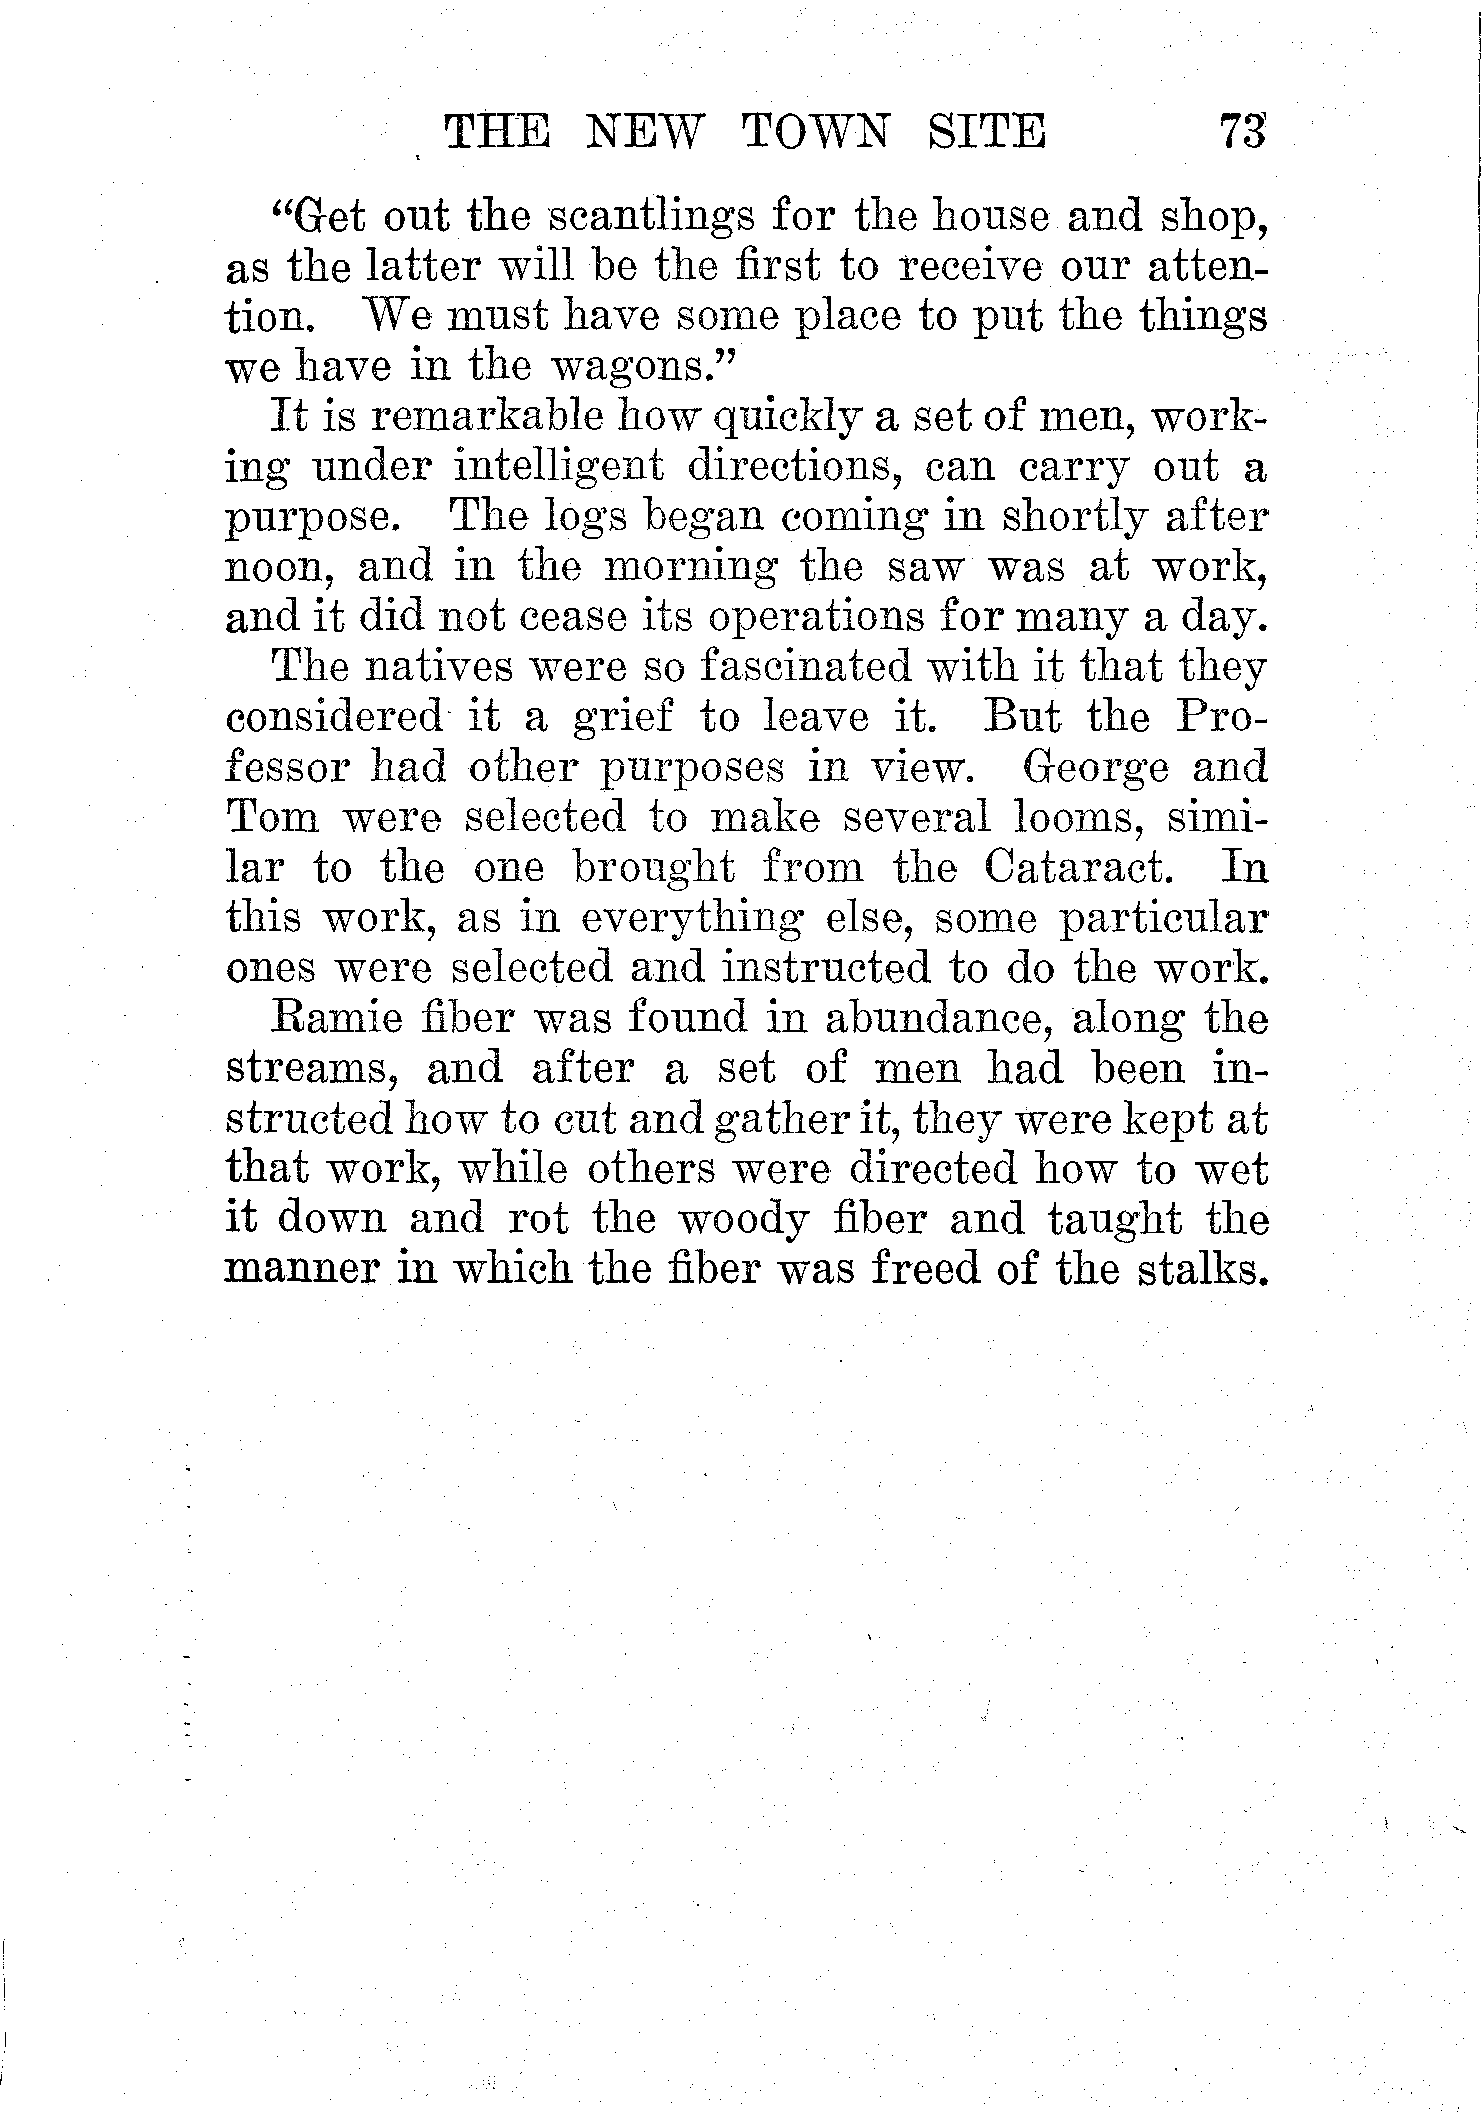 THE NEW TOWN SITE 73
"Get out the scantlings for the house and shop,
as the latter will be the first to receive our atten-
tion. We must have some place to put the things
we have in the wagons."
It is remarkable how quickly a set of men, work-
ing under intelligent directions, can carry out a
purpose. The logs began coming in shortly after
noon, and in the morning the saw was at work,
and it did not cease its operations for many a day.
The natives were so fascinated with it that they
considered it a grief to leave it. But the Pro-
fessor had other purposes in view. George and
Tom were selected to make several looms, simi-
lar to the one brought from the Cataract. In
this work, as in everything else, some particular
ones were selected and instructed to do the work.
Ramie fiber was found in abundance, along the
streams, and after a set of men had been in-
structed how to cut and gather it, they were kept at
that work, while others were directed how to wet
it down and rot the woody fiber and taught the
manner in which the fiber was freed of the stalks.